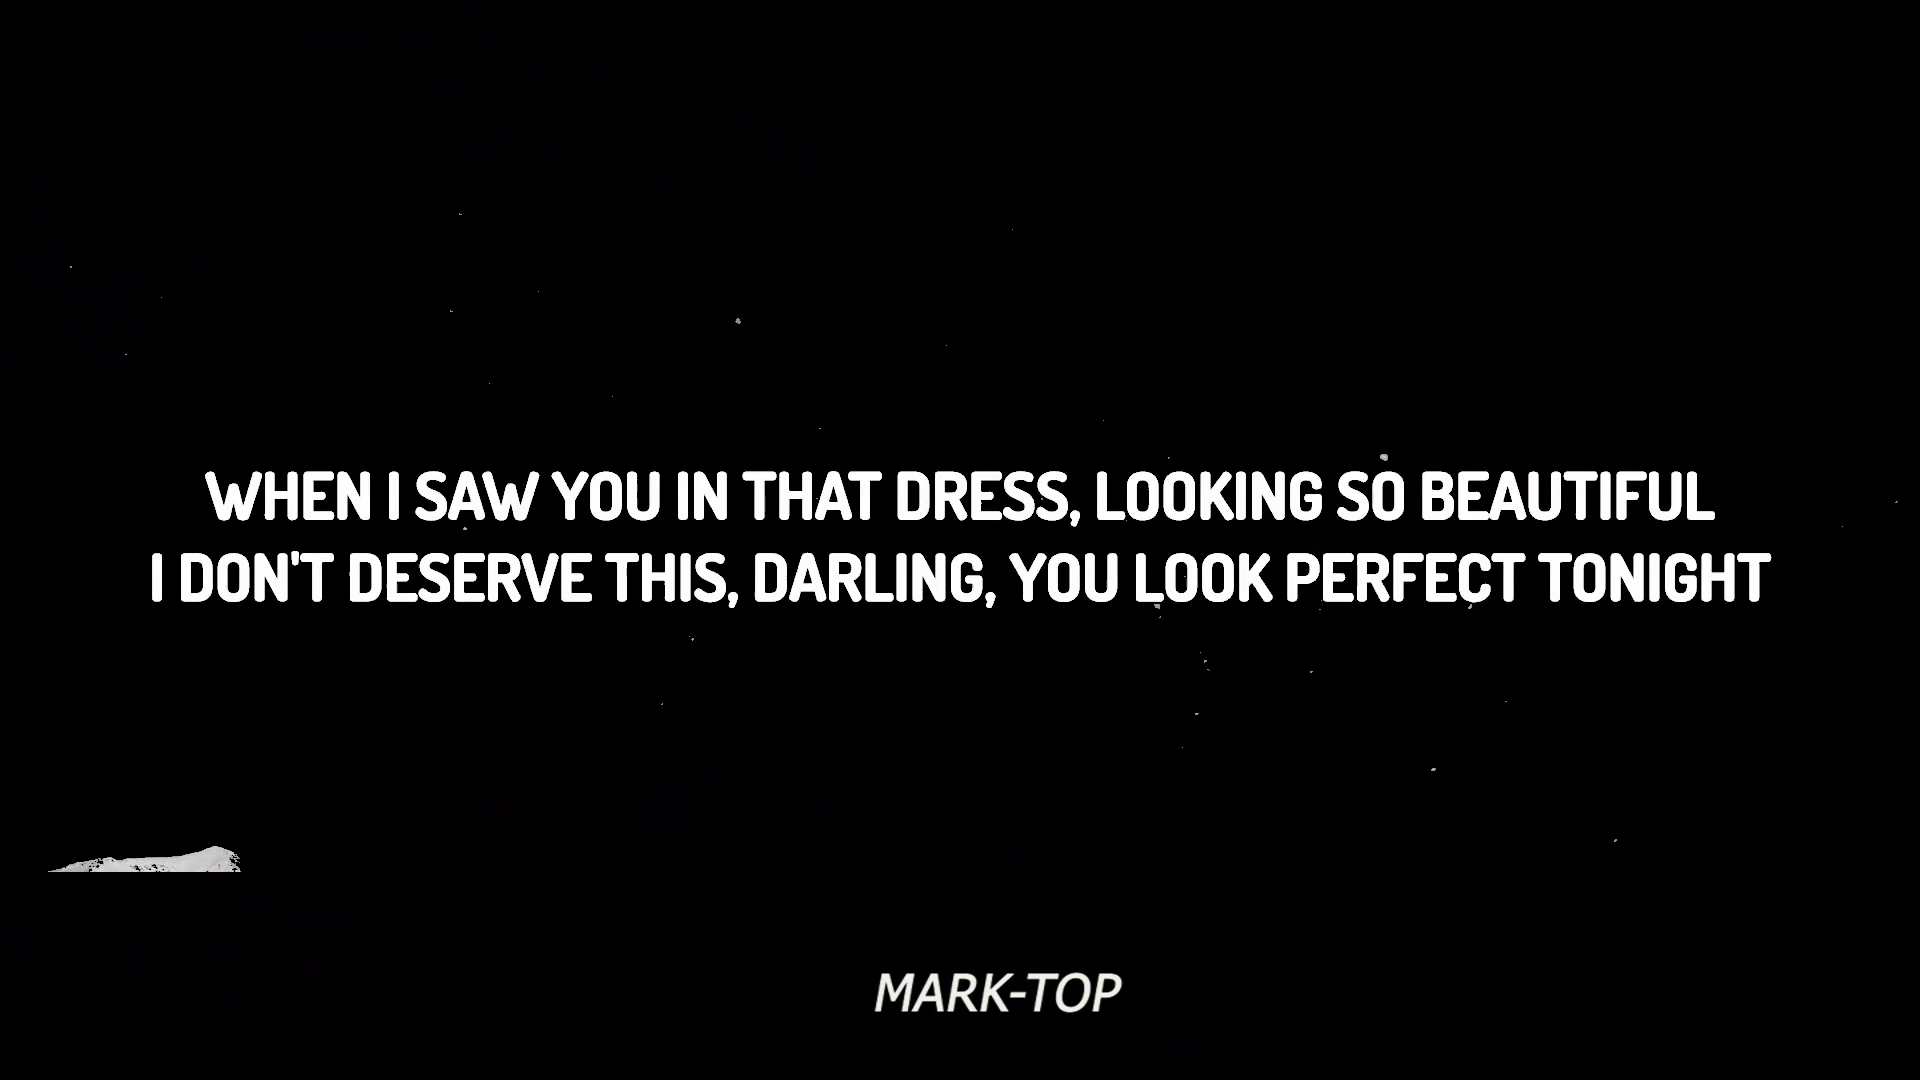 WHEN I SAW YOU IN THAT DRESS, LOOKING SO BEAUTIFUL
I DON'T DESERVE THIS, DARLING, YOU LOOK PERFECT TONIGHT
MARK-TOP